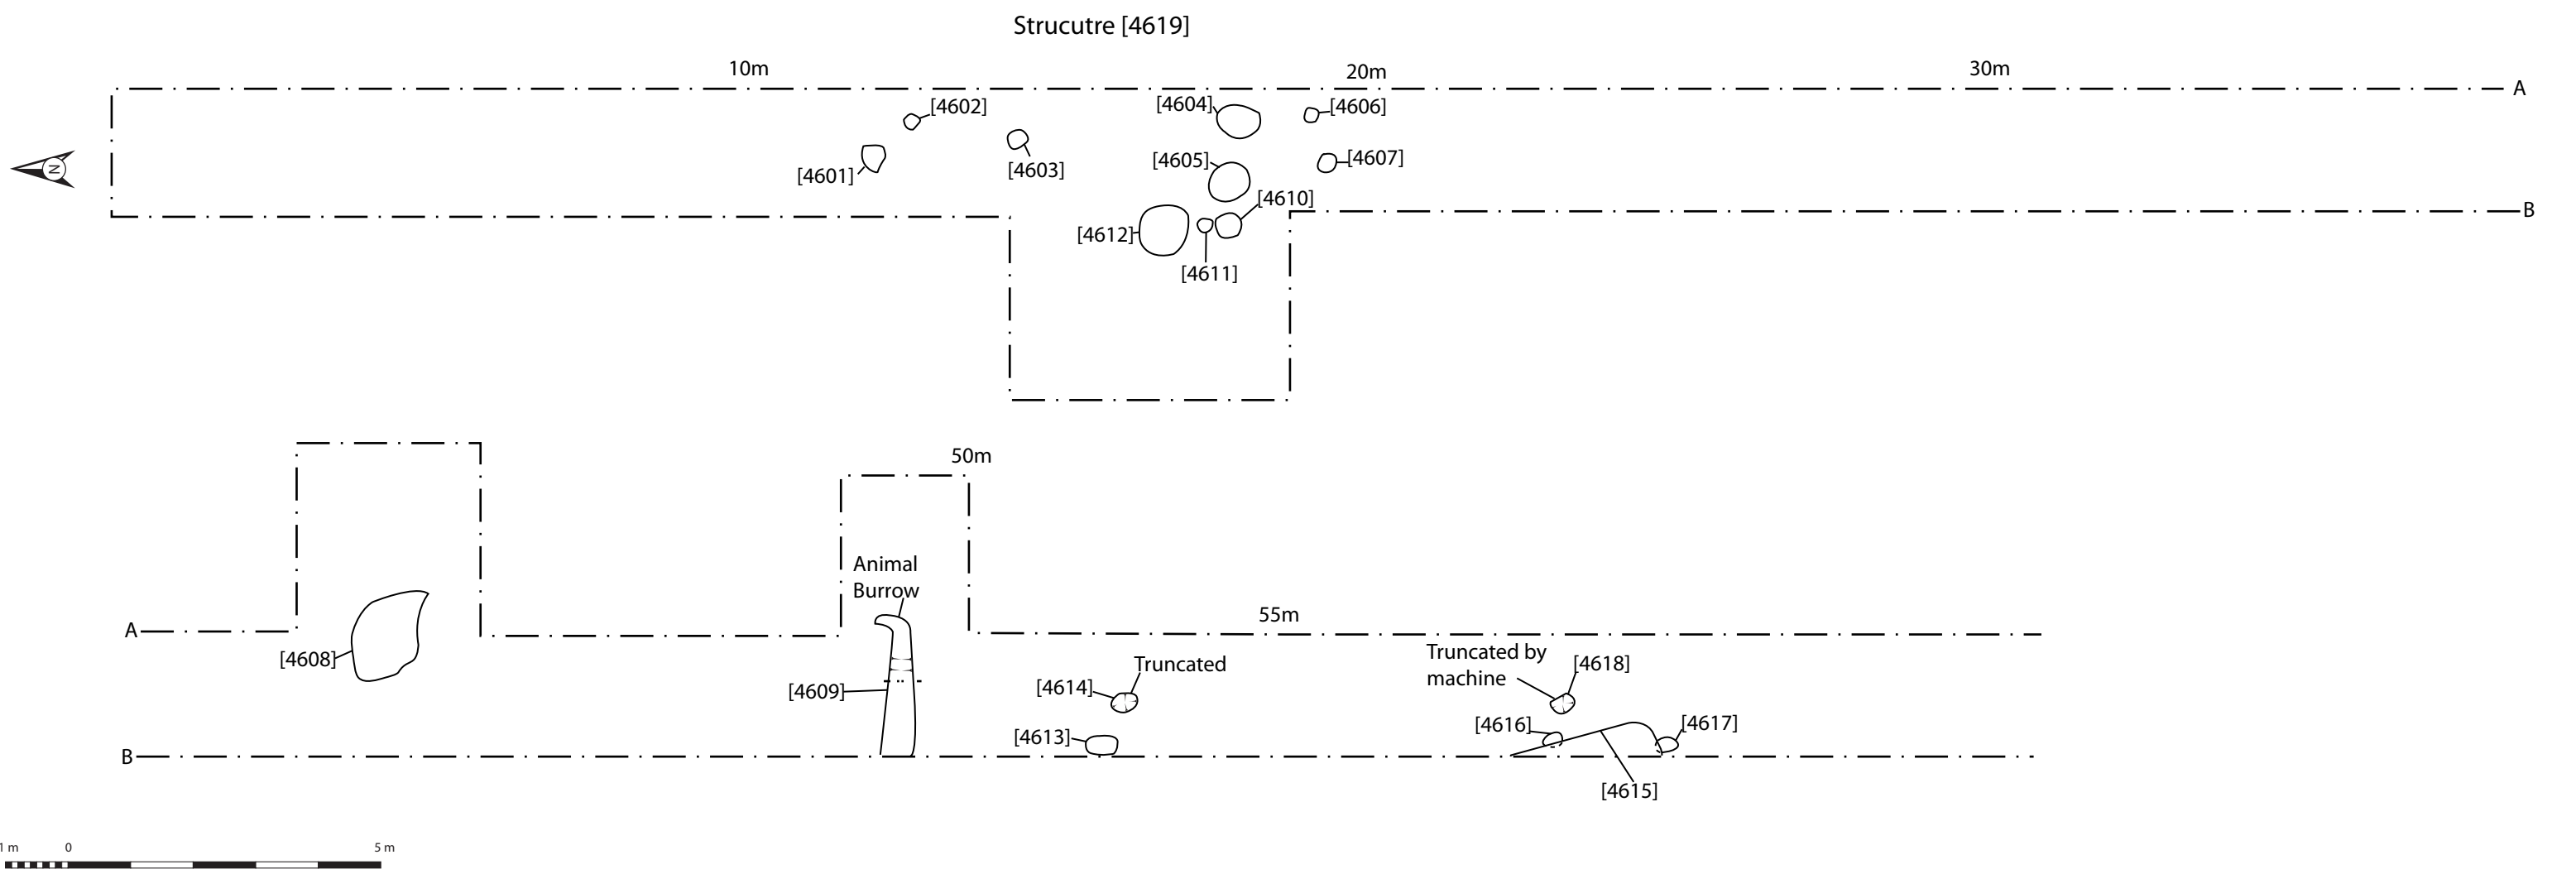 Strucutre [4619]
10m
20m
30m
A
[4602]
[4604]
[4606]
N
[4601]
[4603]
[4605]
[4607]
[4610]
B
[4612]
[4611]
50m
Animal
Burrow
55m
A
[4608]
[4609]
Truncated
[4614]
[4613]
Truncated by
machine
[4618]
[4616]
[4617]
B
[4615]
1 m
0
5 m